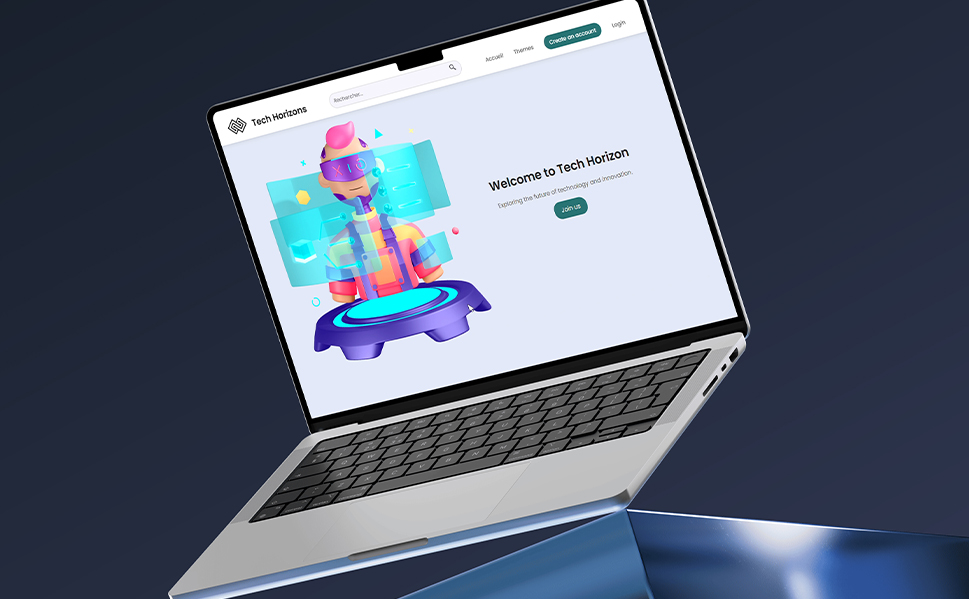 Tech Horizons
Rechercher...
Accueil
Themes
Create an account
Login
XIO
Welcome to Tech Horizon
Exploring the future of technology and innovation.
Join us